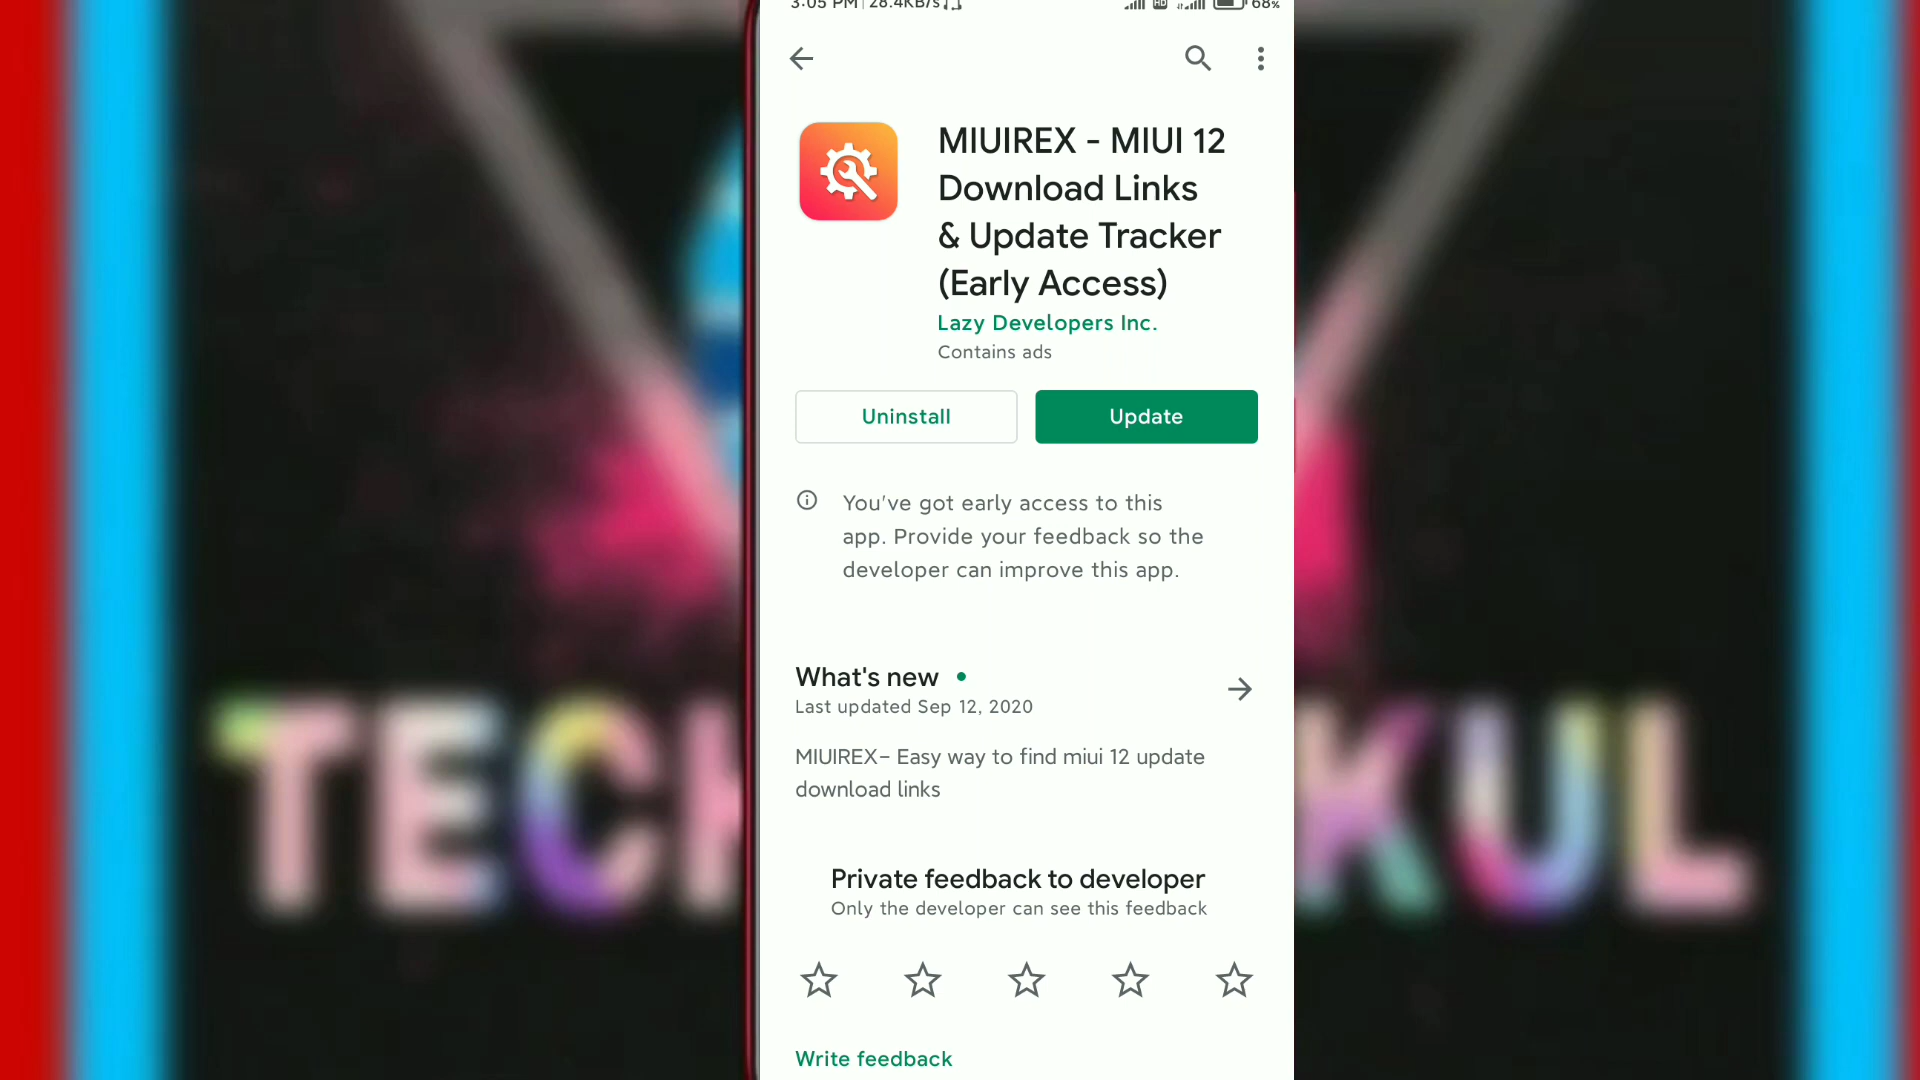 3:05 PM | 28.4KB/s
HD
68%
MIUIREX - MIUI 12
Download Links
& Update Tracker
(Early Access)
Lazy Developers Inc.
Contains ads
Uninstall
Update
You've got early access to this
app. Provide your feedback so the
developer can improve this app.
What's new
Last updated Sep 12, 2020
MIUIREX– Easy way to find miui 12 update
download links
Private feedback to developer
Only the developer can see this feedback
Write feedback
TECH
KUL